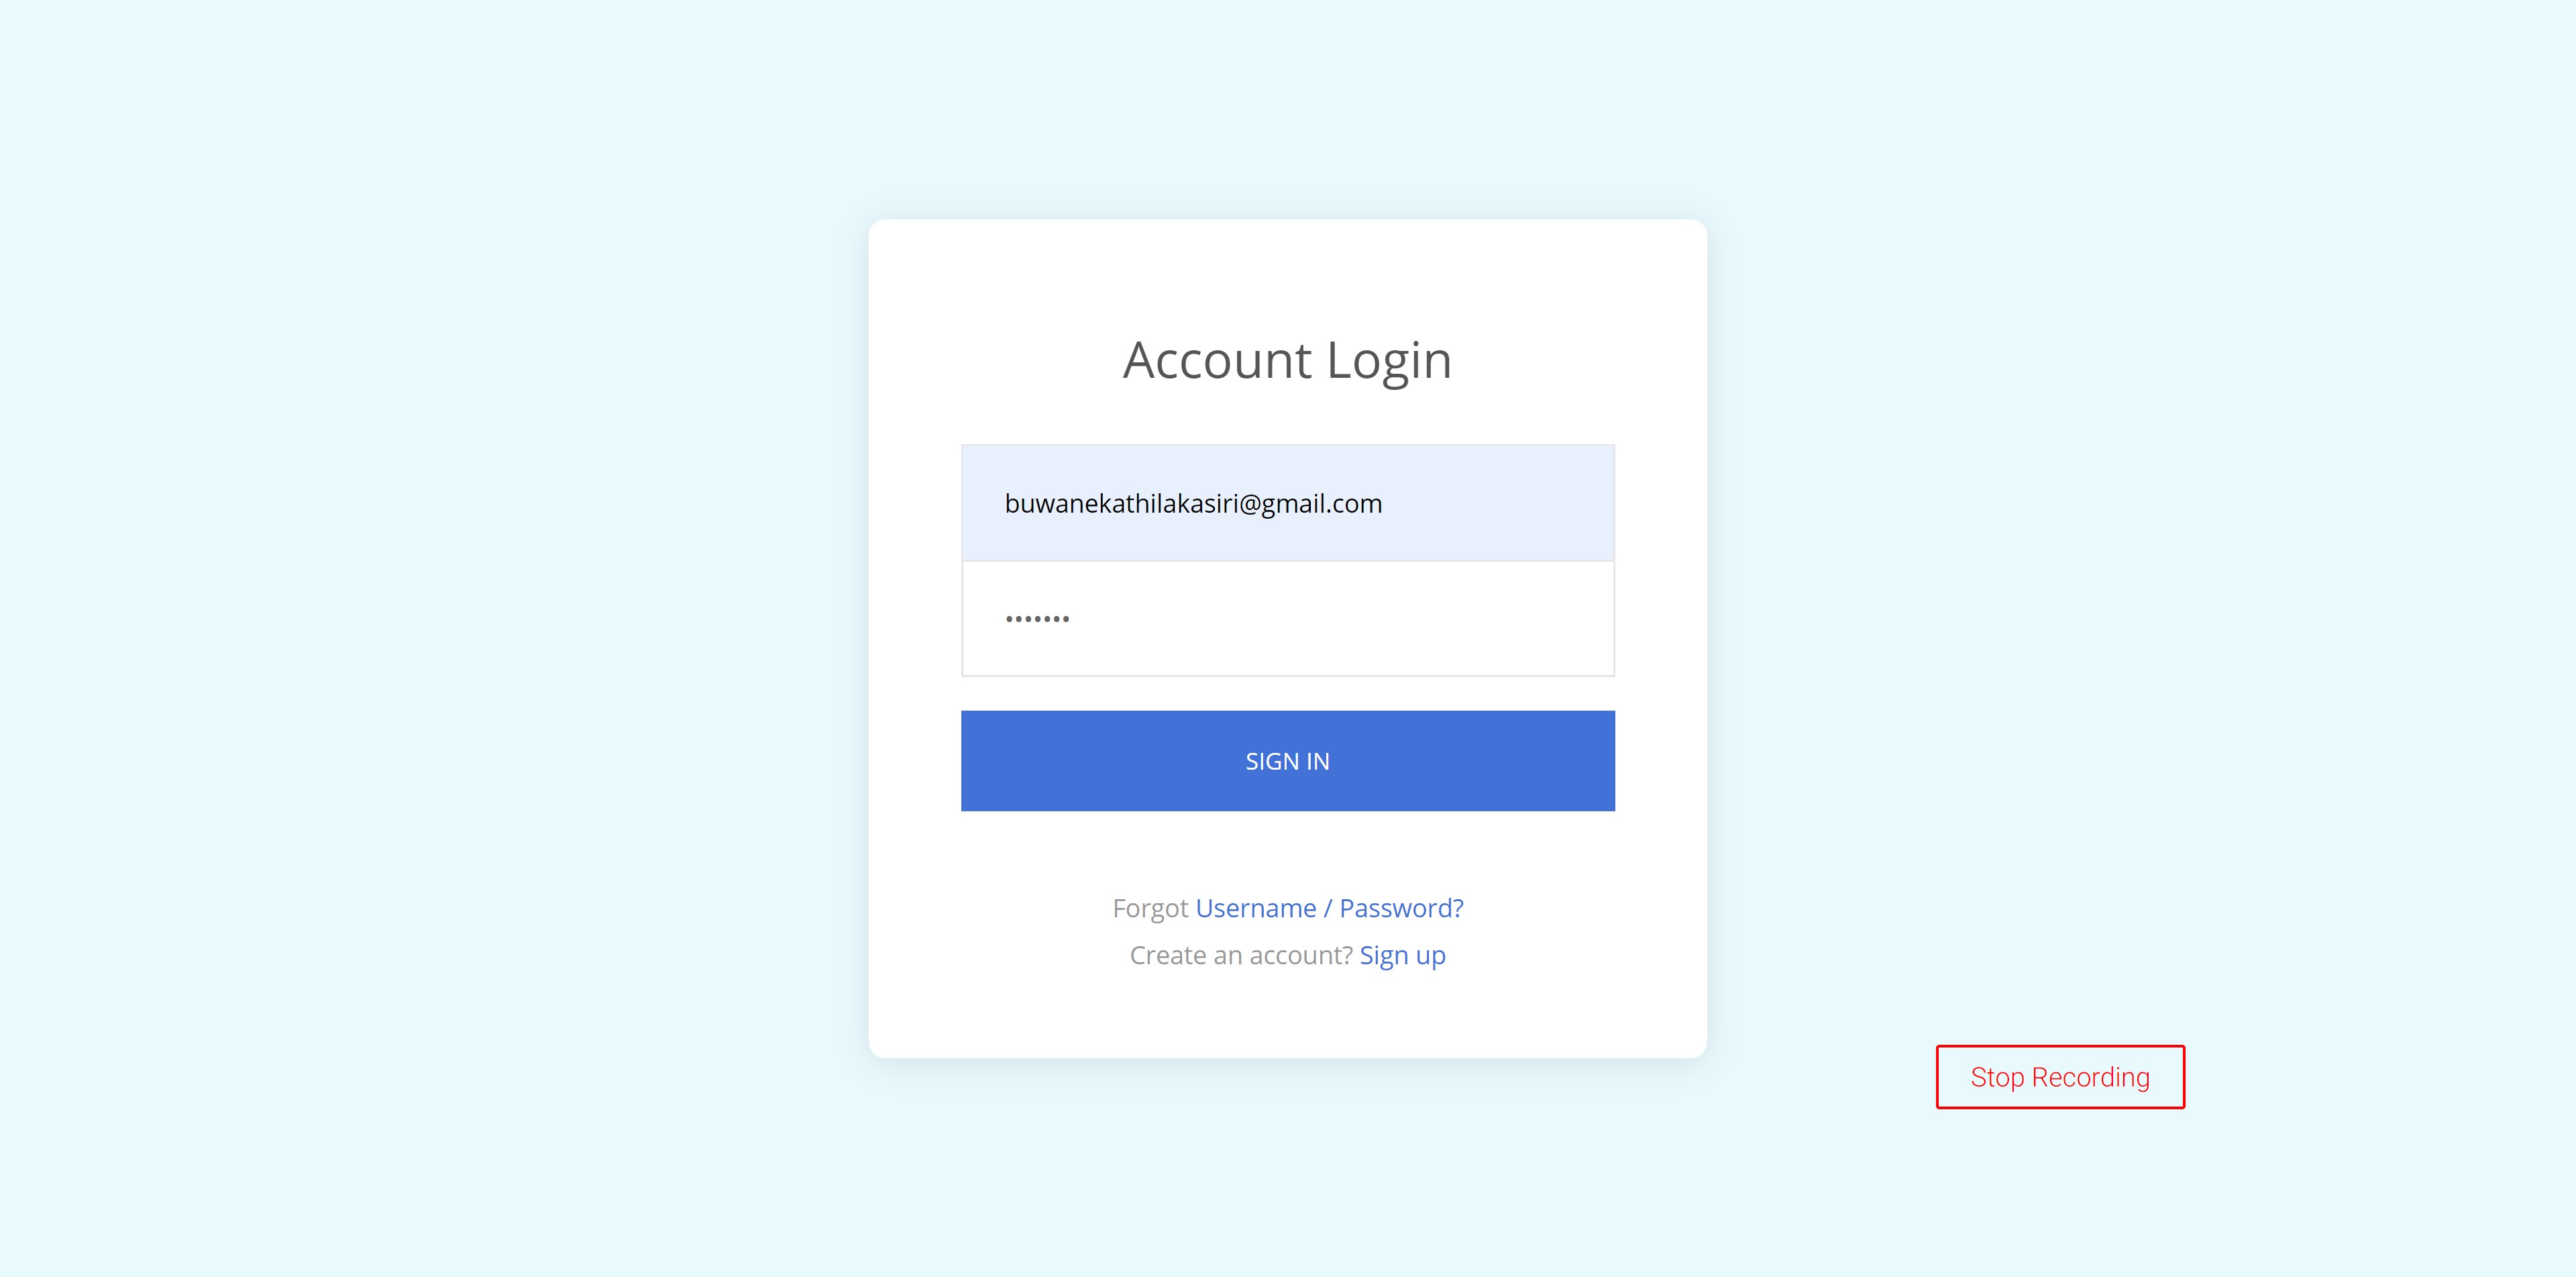 Account Login
buwanekathilakasiri@gmail.com
•••••••
SIGN IN
Forgot Username / Password?
Create an account? Sign up
Stop Recording